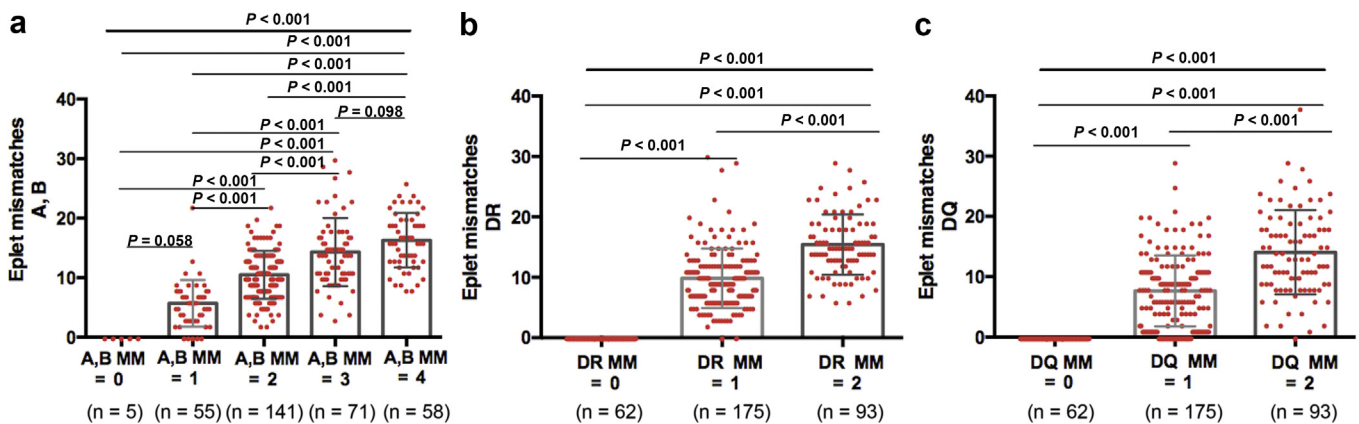 a
P < 0.001
P < 0.001
P < 0.001
P < 0.001
P = 0.098
P < 0.001
P < 0.001
P < 0.001
P < 0.001
P < 0.001
P = 0.058
Eplet mismatches
A, B
40
30
20
10
0
A,B MM A,B MM A,B MM A,B MM A,B MM
= 0 = 1 = 2 = 3 = 4
(n = 5) (n = 55) (n = 141) (n = 71) (n = 58)
b
P < 0.001
P < 0.001
P < 0.001
P < 0.001
Eplet mismatches
DR
40
30
20
10
0
DR MM DR MM DR MM
= 0 = 1 = 2
(n = 62) (n = 175) (n = 93)
c
P < 0.001
P < 0.001
P < 0.001
P < 0.001
Eplet mismatches
DQ
40
30
20
10
0
DQ MM DQ MM DQ MM
= 0 = 1 = 2
(n = 62) (n = 175) (n = 93)